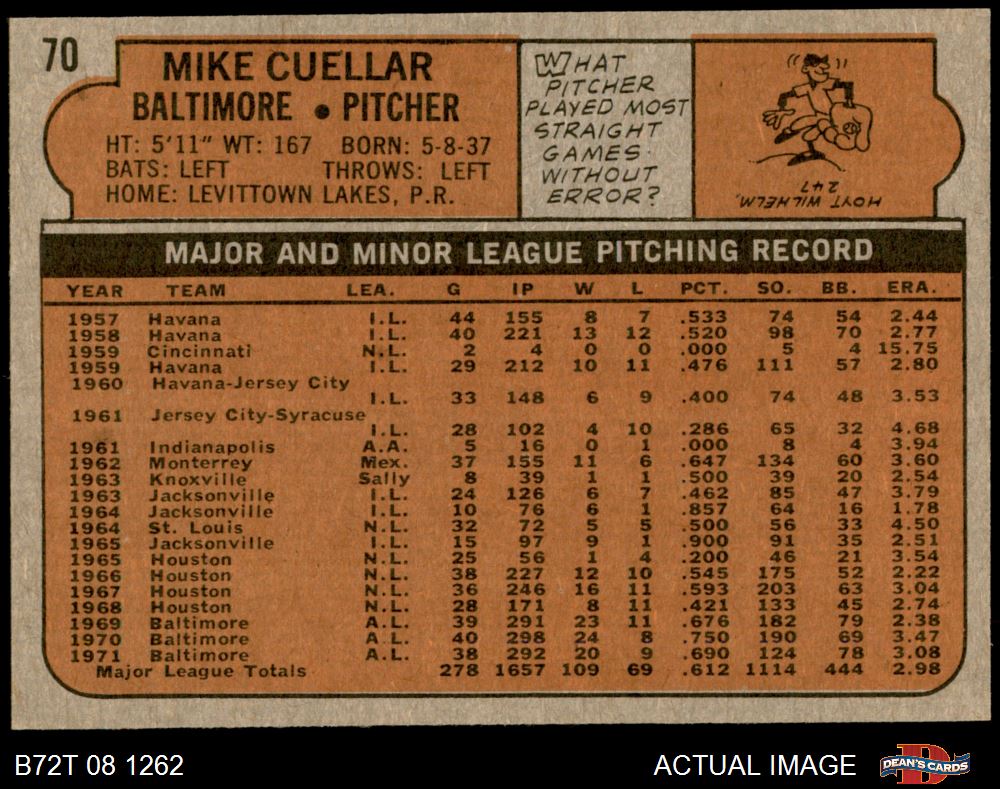 70
MIKE CUELLAR
BALTIMORE • PITCHER
HT: 5'11" WT: 167 BORN: 5-8-37
BATS: LEFT THROWS: LEFT
HOME: LEVITTOWN LAKES, P.R.
WHAT
PITCHER
PLAYED MOST
STRAIGHT
GAMES
WITHOUT
ERROR?
HOYT WILHELM,
247
MAJOR AND MINOR LEAGUE PITCHING RECORD
YEAR TEAM LEA. G IP W L PCT. SO. BB. ERA.
1957 Havana I.L. 44 155 8 7 .533 74 54 2.44
1958 Havana I.L. 40 221 13 12 .520 98 70 2.77
1959 Cincinnati N.L. 2 4 0 0 .000 5 4 15.75
1959 Havana I.L. 29 212 10 11 .476 111 57 2.80
1960 Havana-Jersey City
I.L. 33 148 6 9 .400 74 48 3.53
1961 Jersey City-Syracuse
I.L. 28 102 4 10 .286 65 32 4.68
1961 Indianapolis A.A. 5 16 0 1 .000 8 4 3.94
1962 Monterrey Mex. 37 155 11 6 .647 134 60 3.60
1963 Knoxville Sally 8 39 1 1 .500 39 20 2.54
1963 Jacksonville I.L. 24 126 6 7 .462 85 47 3.79
1964 Jacksonville I.L. 10 76 6 1 .857 64 16 1.78
1964 St. Louis N.L. 32 72 5 5 .500 56 33 4.50
1965 Jacksonville I.L. 15 97 9 1 .900 91 35 2.51
1965 Houston N.L. 25 56 1 4 .200 46 21 3.54
1966 Houston N.L. 38 227 12 10 .545 175 52 2.22
1967 Houston N.L. 36 246 16 11 .593 203 63 3.04
1968 Houston N.L. 28 171 8 11 .421 133 45 2.74
1969 Baltimore A.L. 39 291 23 11 .676 182 79 2.38
1970 Baltimore A.L. 40 298 24 8 .750 190 69 3.47
1971 Baltimore A.L. 38 292 20 9 .690 124 78 3.08
Major League Totals 278 1657 109 69 .612 1114 444 2.98
B72T 08 1262
ACTUAL IMAGE
D
DEAN'S CARDS